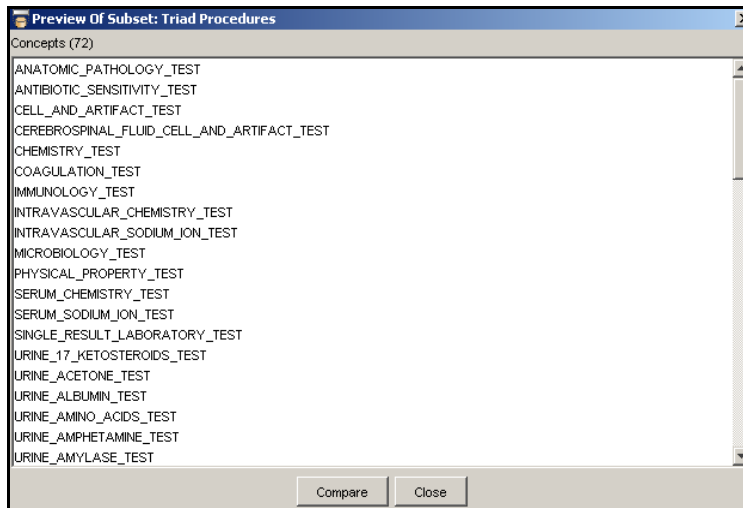 Preview Of Subset: Triad Procedures
Concepts (72)
ANATOMIC_PATHOLOGY_TEST
ANTIBIOTIC_SENSITIVITY_TEST
CELL_AND_ARTIFACT_TEST
CEREBROSPINAL_FLUID_CELL_AND_ARTIFACT_TEST
CHEMISTRY_TEST
COAGULATION_TEST
IMMUNOLOGY_TEST
INTRAVASCULAR_CHEMISTRY_TEST
INTRAVASCULAR_SODIUM_ION_TEST
MICROBIOLOGY_TEST
PHYSICAL_PROPERTY_TEST
SERUM_CHEMISTRY_TEST
SERUM_SODIUM_ION_TEST
SINGLE_RESULT_LABORATORY_TEST
URINE_17_KETOSTEROIDS_TEST
URINE_ACETONE_TEST
URINE_ALBUMIN_TEST
URINE_AMINO_ACIDS_TEST
URINE_AMPHETAMINE_TEST
URINE_AMYLASE_TEST
Compare Close